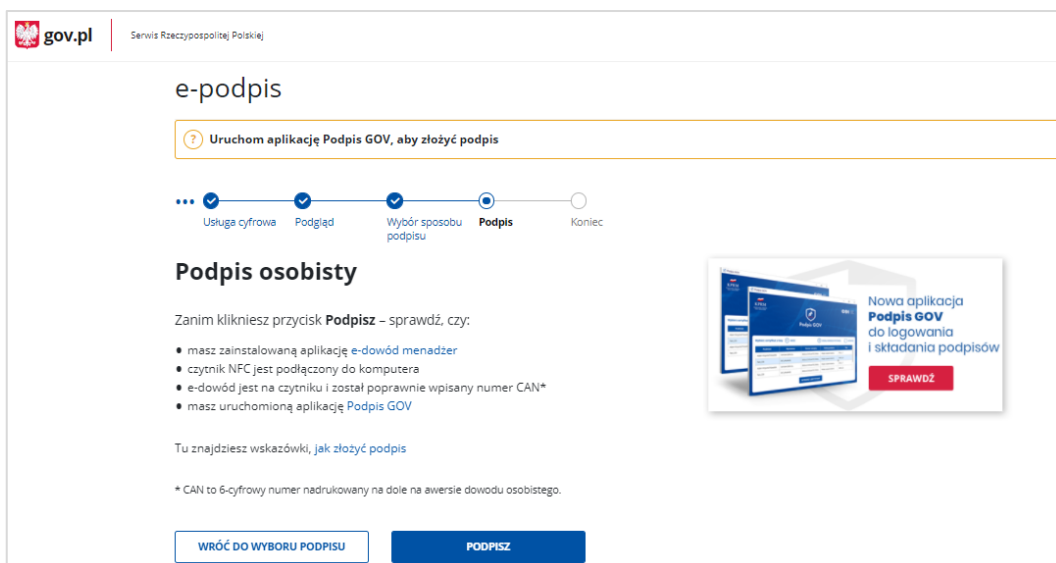 gov.pl
Serwis Rzeczypospolitej Polskiej
e-podpis
? Uruchom aplikację Podpis GOV, aby złożyć podpis
Usługa cyfrowa
Podgląd
Wybór sposobu
podpisu
Podpis
Koniec
Podpis osobisty
Zanim klikniesz przycisk Podpisz – sprawdź, czy:
• masz zainstalowaną aplikację e-dowód menadżer
• czytnik NFC jest podłączony do komputera
• e-dowód jest na czytniku i został poprawnie wpisany numer CAN*
• masz uruchomioną aplikację Podpis GOV
Tu znajdziesz wskazówki, jak złożyć podpis
* CAN to 6-cyfrowy numer nadrukowany na dole na awersie dowodu osobistego.
WRÓĆ DO WYBORU PODPISU
PODPISZ
Podpis GOV
Nowa aplikacja
Podpis GOV
do logowania
i składania podpisów
SPRAWDŹ